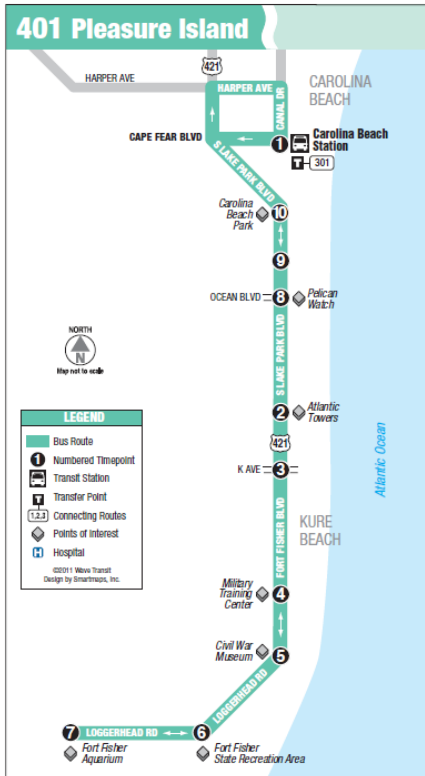 401 Pleasure Island
421
HARPER AVE
HARPER AVE
CANAL DR
CAROLINA
BEACH
CAPE FEAR BLVD
1
Carolina Beach
Station
T
301
S LAKE PARK BLVD
Carolina
Beach
Park
10
9
OCEAN BLVD
8
Pelican
Watch
NORTH
N
Map not to scale
S LAKE PARK BLVD
2
Atlantic
Towers
421
K AVE
3
Atlantic Ocean
LEGEND
Bus Route
1
Numbered Timepoint
Transit Station
T
Transfer Point
1,2,3
Connecting Routes
Points of Interest
H
Hospital
©2011 Wave Transit
Design by Smartmaps, Inc.
FORT FISHER BLVD
KURE
BEACH
Military
Training
Center
4
Civil War
Museum
5
LOGGERHEAD RD
7
LOGGERHEAD RD
6
Fort Fisher
Aquarium
Fort Fisher
State Recreation Area